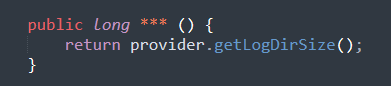 public long *** () {
return provider.getLogDirSize();
}